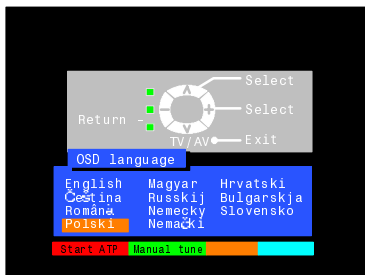 Select
Select
Return
TV/AV Exit
OSD language
English Magyar Hrvatski
Čeština Russkij Bulgarskja
Română Nemecky Slovensko
Polski Nemački
Start ATP Manual tune